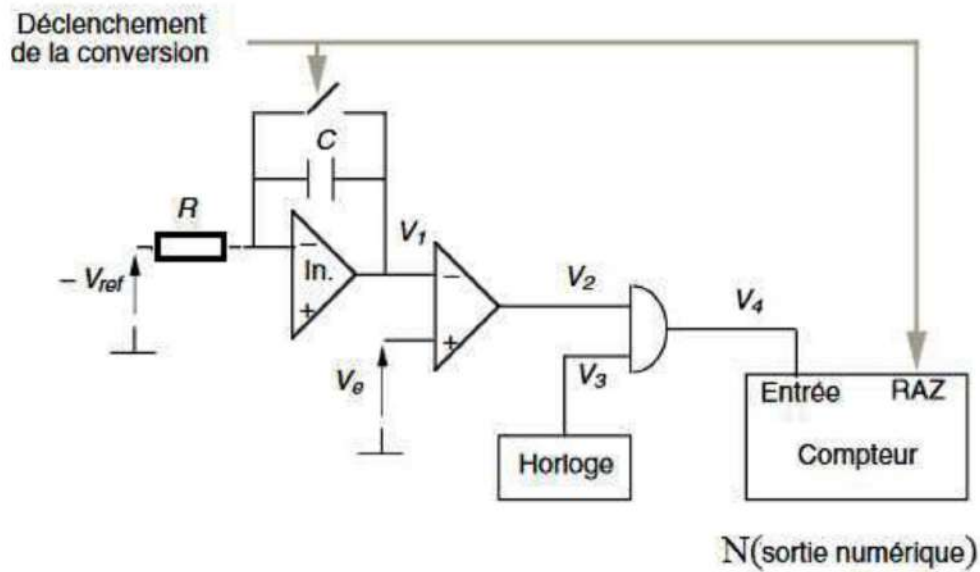 Déclenchement
de la conversion
C
R
V1
−
In.
+
− Vref
−
+
V2
V4
Ve
V3
Entrée RAZ
Horloge
Compteur
N(sortie numérique)